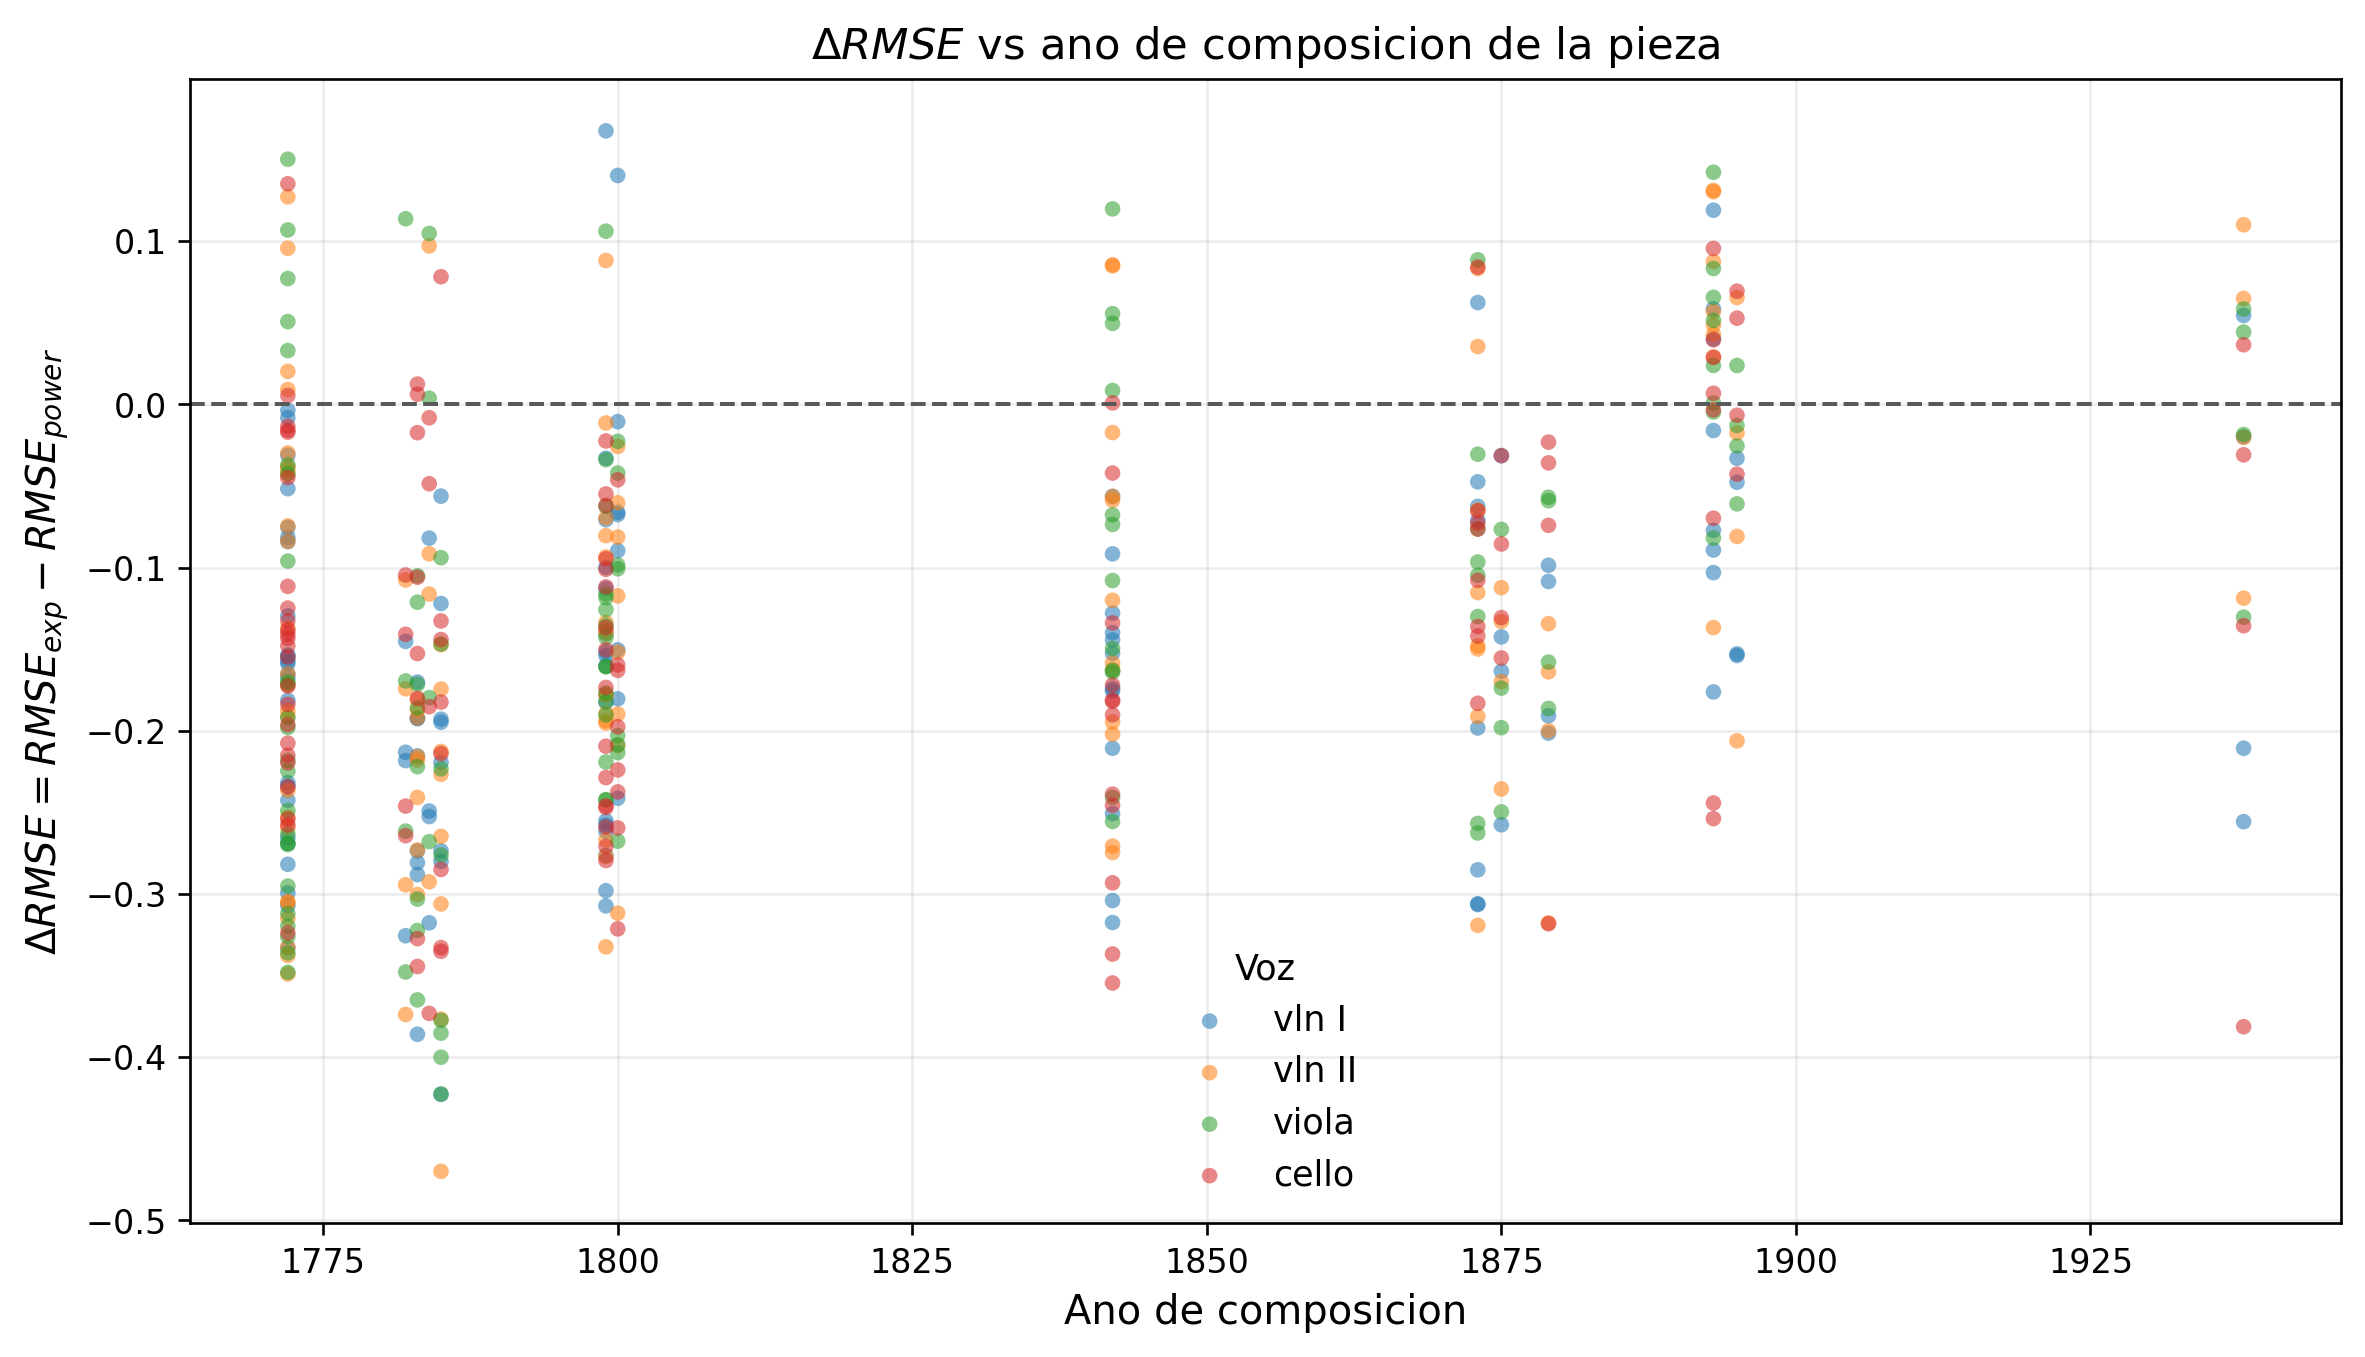 ΔRMSE vs ano de composicion de la pieza
ΔRMSE = RMSE_exp − RMSE_power
0.1
0.0
−0.1
−0.2
−0.3
−0.4
−0.5
Voz
vln I
vln II
viola
cello
1775
1800
1825
1850
1875
1900
1925
Ano de composicion